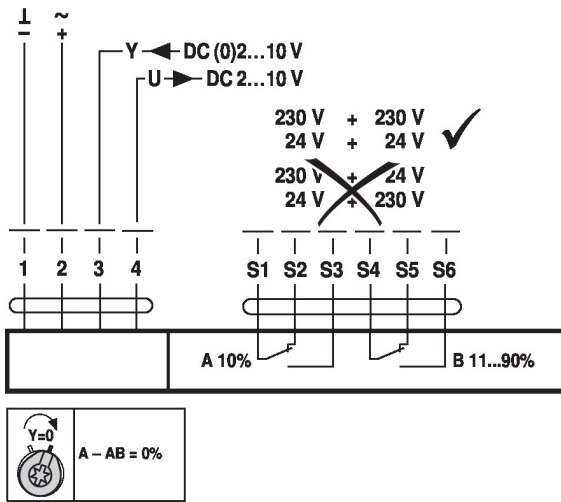 ⊥ ~
– +
Y DC (0)2...10 V
U DC 2...10 V
230 V + 230 V
24 V + 24 V
230 V + 24 V
24 V + 230 V
1 2 3 4 S1 S2 S3 S4 S5 S6
A 10% B 11...90%
Y=0
A – AB = 0%